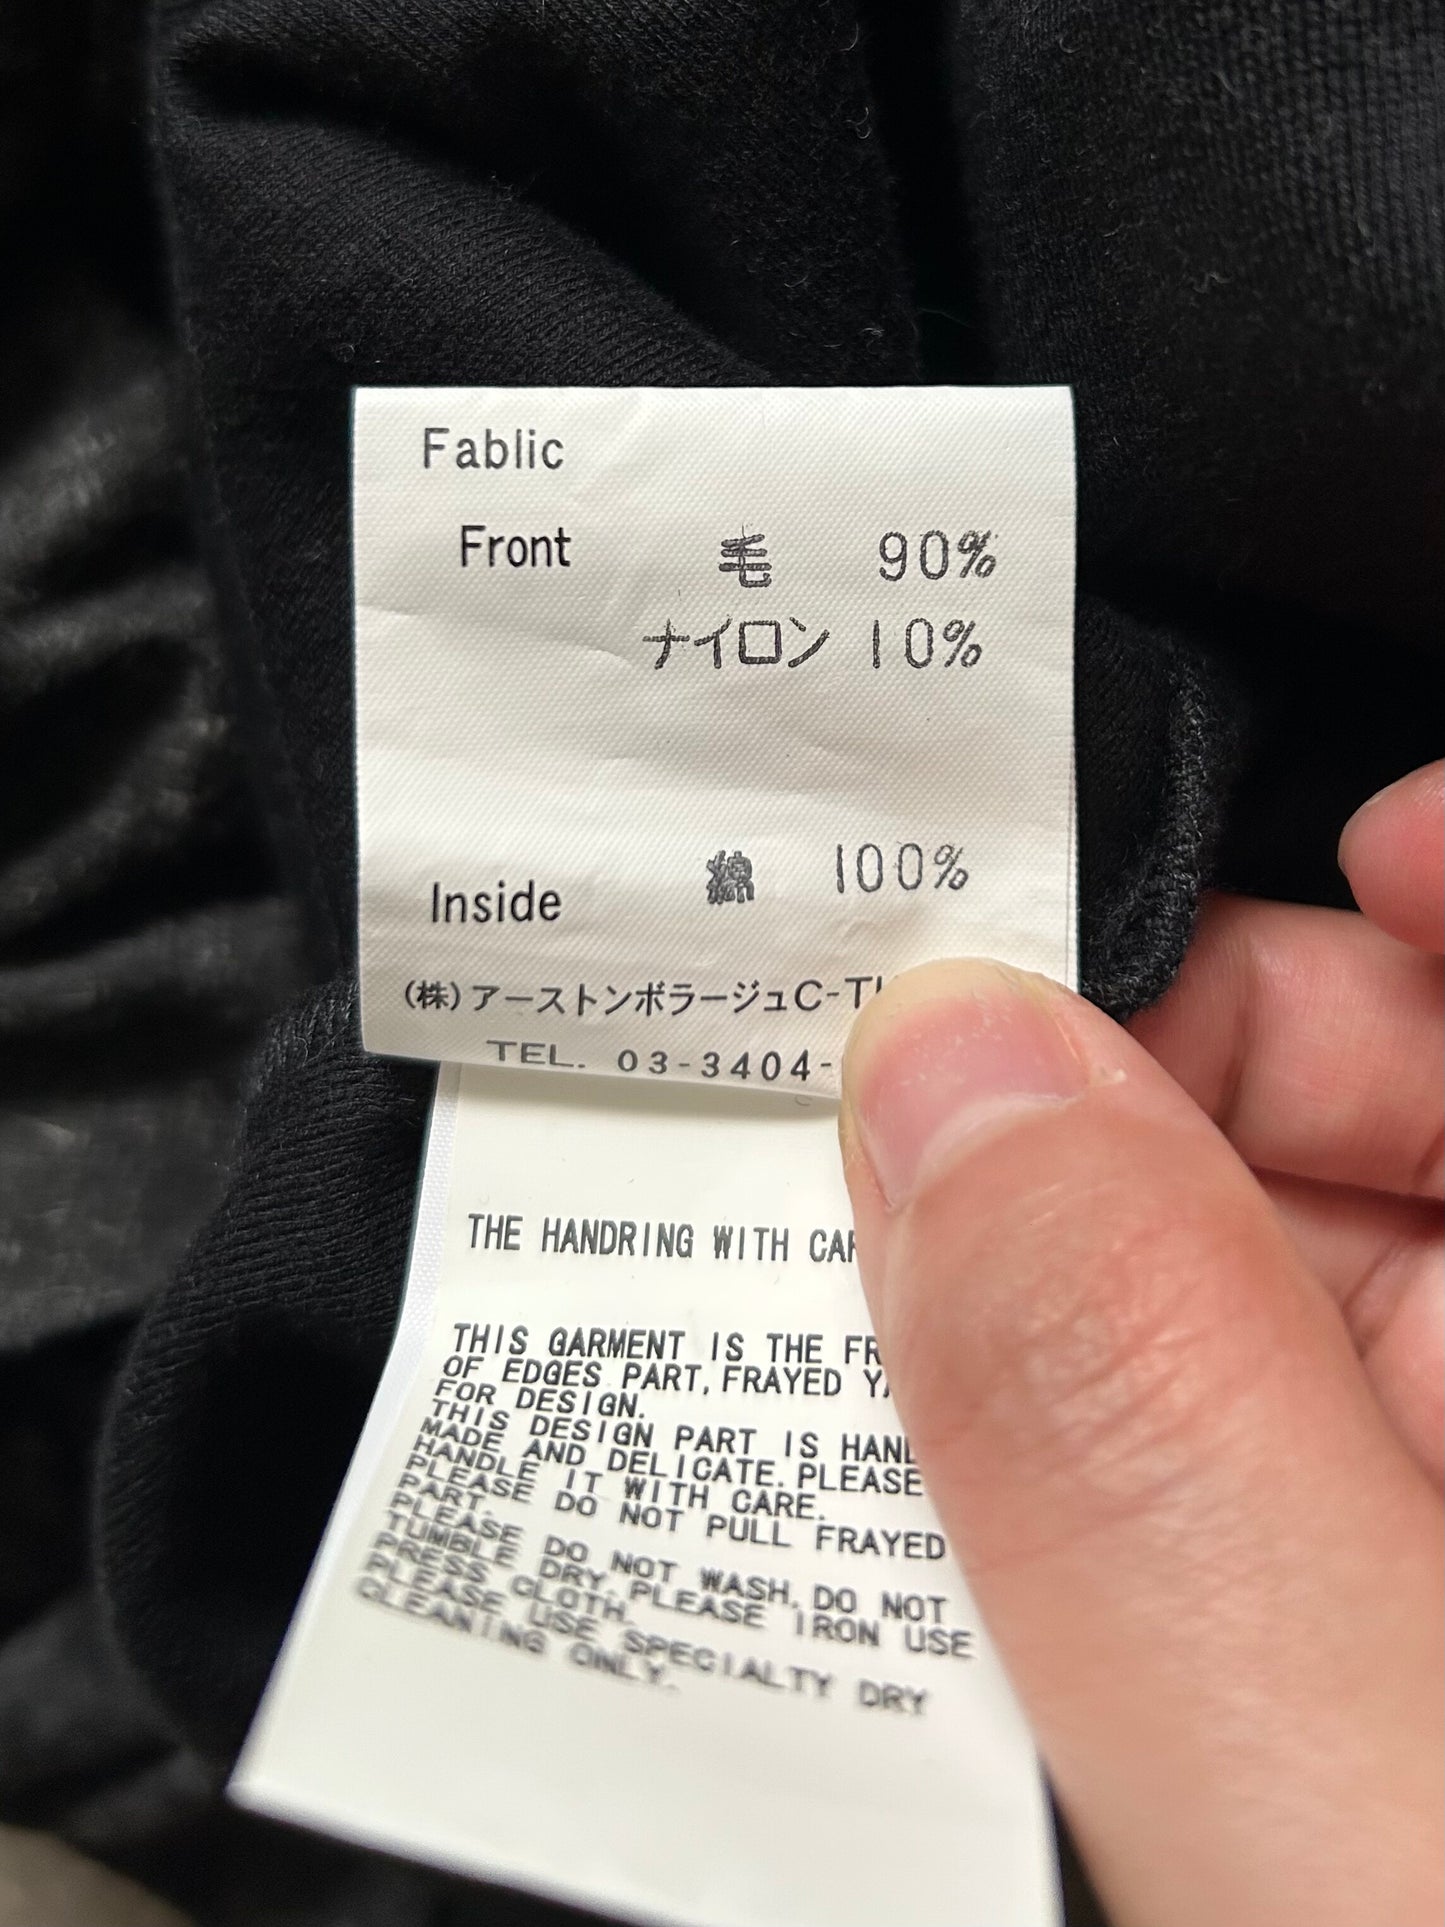 Fablic
Front 毛 90%
ナイロン 10%
Inside 綿 100%
(株)アーストンボラージュC-T
TEL. 03-3404-
THE HANDRING WITH
THIS GARMENT IS THE
OF EDGES PART,FRAYED
FOR DESIGN.
THIS DESIGN PART IS
MADE AND DELICATE.PLEASE
HANDLE IT WITH CARE.
PLEASE DO NOT PULL FRAYED
PART.
PLEASE DO NOT WASH,DO NOT
TUMBLE DRY.PLEASE IRON USE
PRESS CLOTH.
PLEASE USE SPECIALTY DRY
CLEANING ONLY.